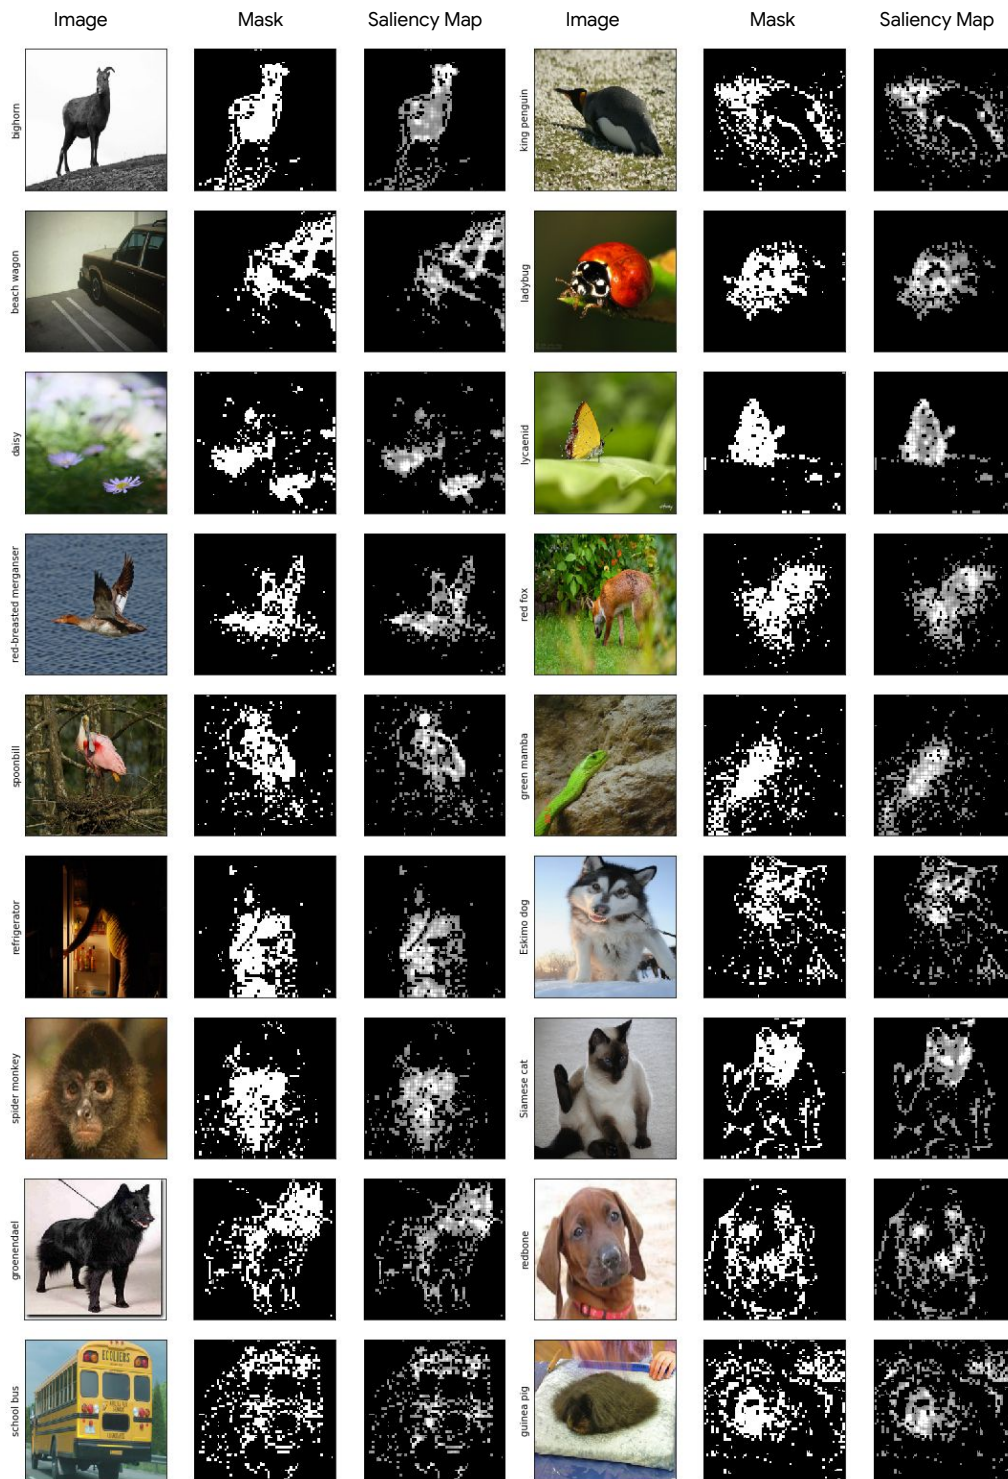 Image Mask Saliency Map Image Mask Saliency Map
bighorn
king penguin
beach wagon
ladybug
daisy
lycaenid
red-breasted merganser
red fox
spoonbill
green mamba
refrigerator
Eskimo dog
spider monkey
Siamese cat
groenendael
redbone
school bus
ECOLIERS
guinea pig